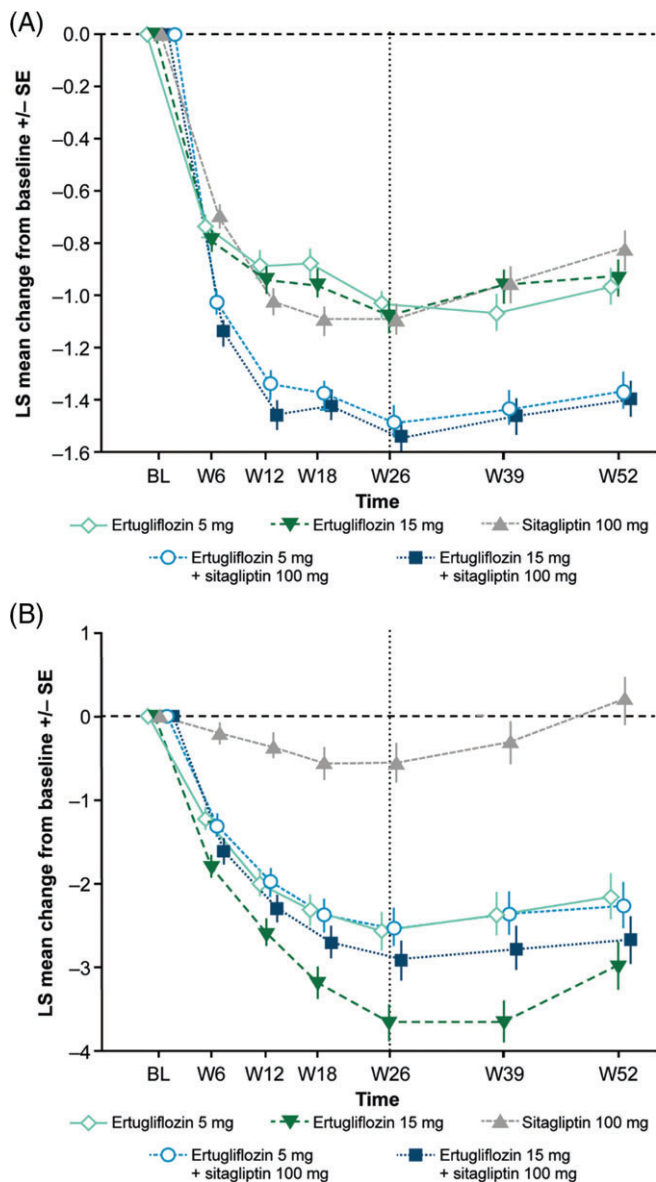 (A)
LS mean change from baseline +/– SE
0.0
–0.2
–0.4
–0.6
–0.8
–1.0
–1.2
–1.4
–1.6
BL W6 W12 W18 W26 W39 W52
Time
Ertugliflozin 5 mg Ertugliflozin 15 mg Sitagliptin 100 mg
Ertugliflozin 5 mg Ertugliflozin 15 mg
+ sitagliptin 100 mg + sitagliptin 100 mg
(B)
LS mean change from baseline +/– SE
1
0
–1
–2
–3
–4
BL W6 W12 W18 W26 W39 W52
Time
Ertugliflozin 5 mg Ertugliflozin 15 mg Sitagliptin 100 mg
Ertugliflozin 5 mg Ertugliflozin 15 mg
+ sitagliptin 100 mg + sitagliptin 100 mg